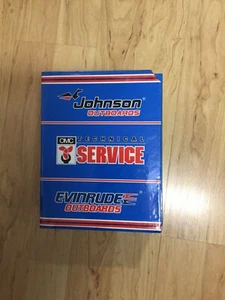 Johnson
OUTBOARDS
OMC
TECHNICAL
SERVICE
EVINRUDE
OUTBOARDS